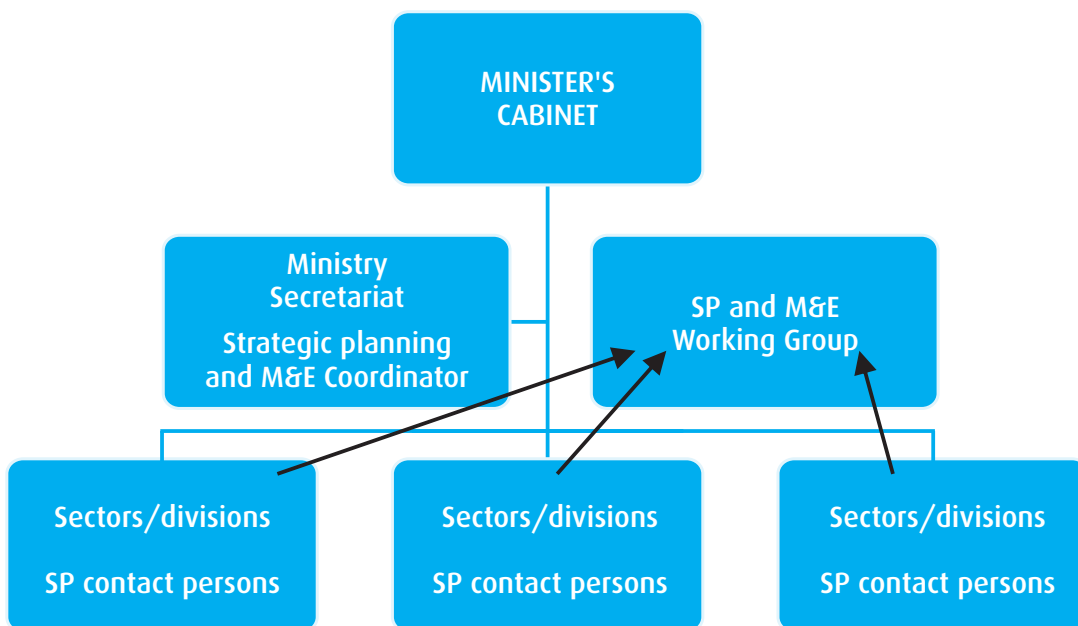 MINISTER'S
CABINET
Ministry
Secretariat
Strategic planning
and M&E Coordinator
SP and M&E
Working Group
Sectors/divisions
SP contact persons
Sectors/divisions
SP contact persons
Sectors/divisions
SP contact persons